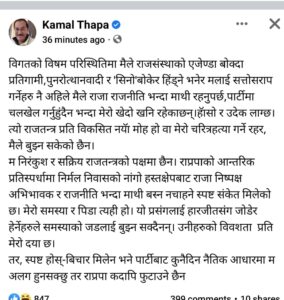 Kamal Thapa
36 minutes ago
विगतको विषम परिस्थितिमा मैले राजसंस्थाको एजेण्डा बोक्दा
प्रतिगामी,पुनरोत्थानवादी र 'सिनो'बोकेर हिंड्ने भनेर मलाई सत्तोसराप
गर्नेहरु नै अहिले मैले राजा राजनीति भन्दा माथी रहनुपर्छ,पार्टीमा
चलखेल गर्नुहुंदैन भन्दा मेरो खेदो खनि रहेकाछन्।हाॅसो र उदेक लाग्छ।
त्यो राजतन्त्र प्रति विकसित नयाॅ मोह हो वा मेरो चरित्रहत्या गर्ने रहर,
मैले बुझ्न सकेको छैन।
म निरंकुश र सक्रिय राजतन्त्रको पक्षमा छैन। राप्रपाको आन्तरिक
प्रतिस्पर्धामा निर्मल निवासको नांगो हस्तक्षेपबाट राजा निष्पक्ष
अभिभावक र राजनीति भन्दा माथी बस्न नचाहने स्पष्ट संकेत मिलेको
छ। मेरो समस्या र पिडा त्यही हो। यो प्रसंगलाई हारजीतसंग जोडेर
हेर्नेहरुले समस्याको जडलाई बुझ्न सक्दैनन्। उनीहरुको विवशता प्रति
मेरो दया छ।
तर, स्पष्ट होस्-बिचार मिलेन भने पार्टीबाट कुनैदिन नैतिक आधारमा म
अलग हुनसक्छु तर राप्रपा कदापि फुटाउने छैन
847
399 comments • 10 shares